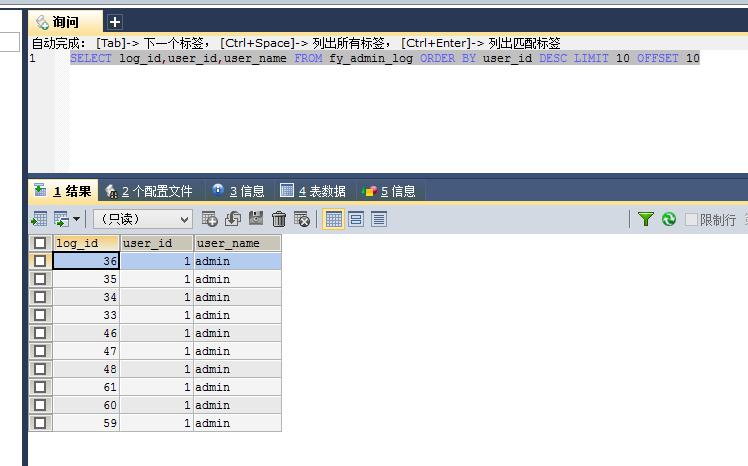 询问
自动完成: [Tab]-> 下一个标签, [Ctrl+Space]-> 列出所有标签, [Ctrl+Enter]-> 列出匹配标签
1 SELECT log_id,user_id,user_name FROM fy_admin_log ORDER BY user_id DESC LIMIT 10 OFFSET 10
1 结果 2 个配置文件 3 信息 4 表数据 5 信息
(只读) 限制行
log_id user_id user_name
36 1 admin
35 1 admin
34 1 admin
33 1 admin
46 1 admin
47 1 admin
48 1 admin
61 1 admin
60 1 admin
59 1 admin